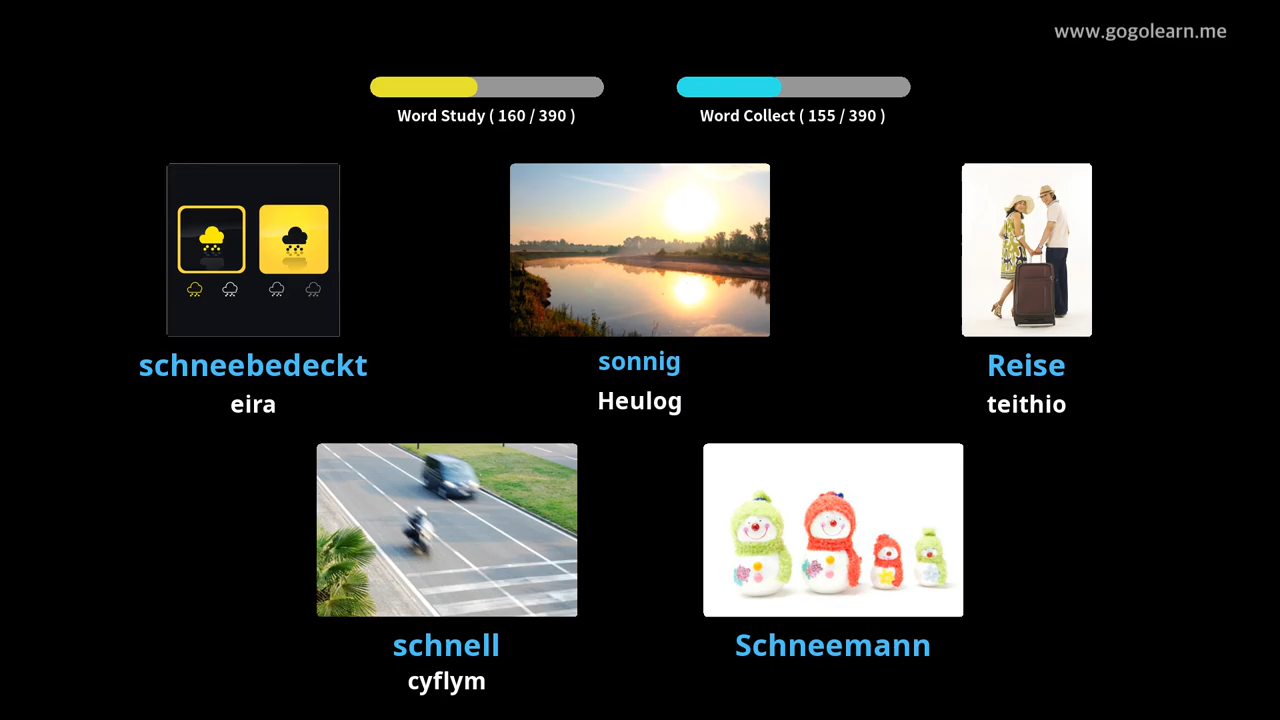 www.gogolearn.me
Word Study ( 160 / 390 )
Word Collect ( 155 / 390 )
schneebedeckt
eira
sonnig
Heulog
Reise
teithio
schnell
cyflym
Schneemann